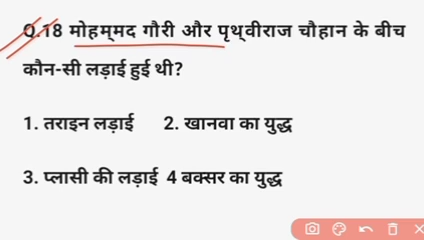 Q.18 मोहम्मद गौरी और पृथ्वीराज चौहान के बीच
कौन-सी लड़ाई हुई थी?
1. तराइन लड़ाई 2. खानवा का युद्ध
3. प्लासी की लड़ाई 4 बक्सर का युद्ध